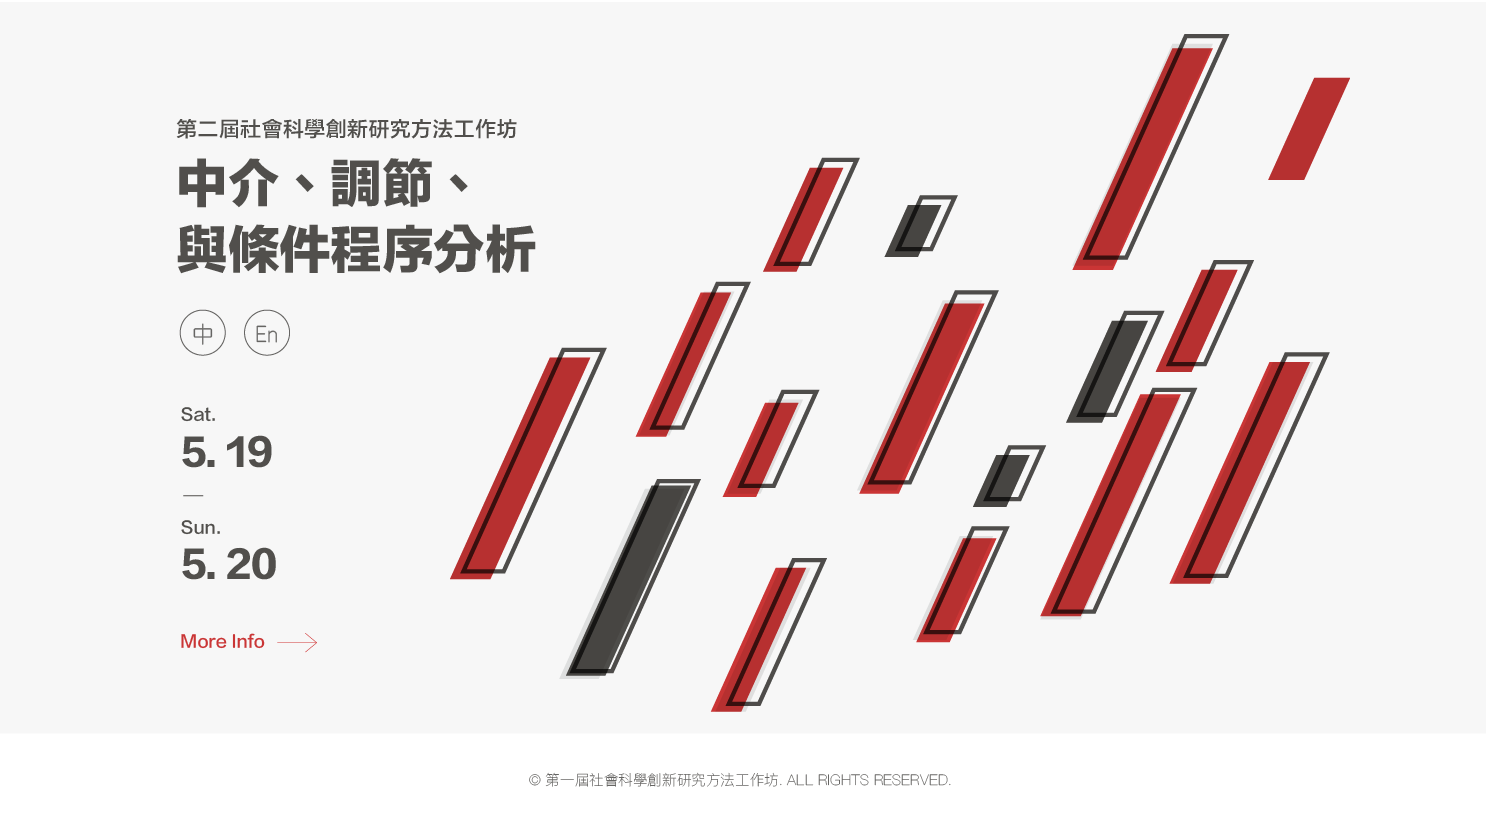 第二屆社會科學創新研究方法工作坊
中介、調節、
與條件程序分析
中 En
Sat.
5. 19
—
Sun.
5. 20
More Info
© 第一屆社會科學創新研究方法工作坊. ALL RIGHTS RESERVED.